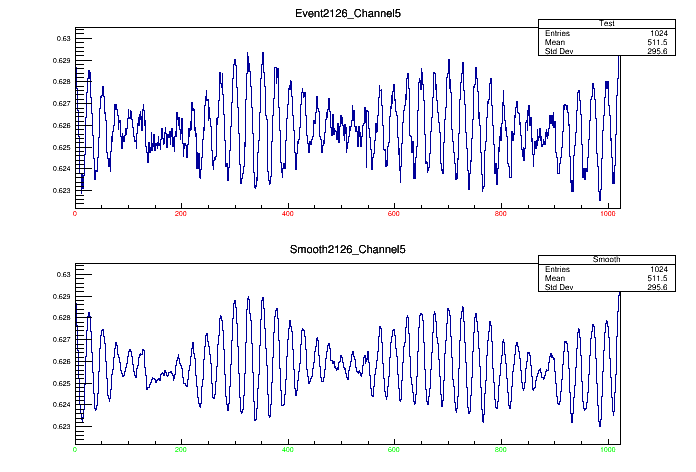 Event2126_Channel5
Test
Entries 1024
Mean 511.5
Std Dev 295.6
0.63
0.629
0.628
0.627
0.626
0.625
0.624
0.623
0 200 400 600 800 1000
Smooth2126_Channel5
Smooth
Entries 1024
Mean 511.5
Std Dev 295.6
0.63
0.629
0.628
0.627
0.626
0.625
0.624
0.623
0 200 400 600 800 1000